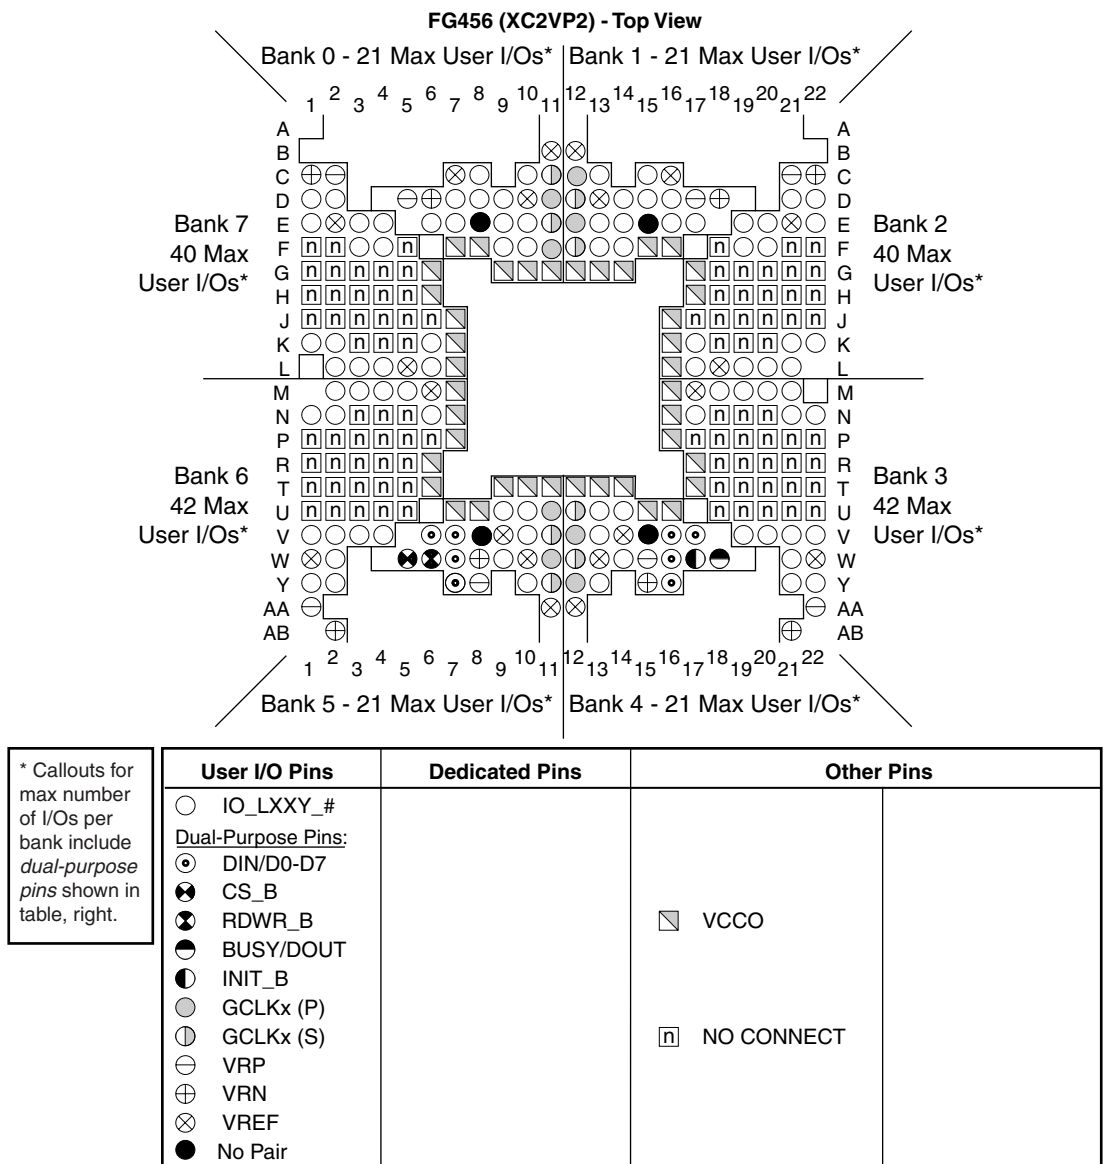 FG456 (XC2VP2) - Top View
Bank 0 - 21 Max User I/Os* Bank 1 - 21 Max User I/Os*
1 2 3 4 5 6 7 8 9 10 11 12 13 14 15 16 17 18 19 20 21 22
A A
B B
C C
D D
Bank 7
40 Max
User I/Os*
E E
Bank 2
40 Max
User I/Os*
F n n n n n n F
G n n n n n n n n n n G
H n n n n n n n n n n H
J n n n n n n n n n n n n J
K n n n n n n K
L L
M M
N n n n n n n N
P n n n n n n n n n n n n P
R n n n n n n n n n n R
Bank 6
42 Max
User I/Os*
T n n n n n n n n n n T
Bank 3
42 Max
User I/Os*
U n n n n n n n n n n U
V V
W W
Y Y
AA AA
AB AB
1 2 3 4 5 6 7 8 9 10 11 12 13 14 15 16 17 18 19 20 21 22
Bank 5 - 21 Max User I/Os* Bank 4 - 21 Max User I/Os*
* Callouts for
max number
of I/Os per
bank include
dual-purpose
pins shown in
table, right.
User I/O Pins Dedicated Pins Other Pins
IO_LXXY_#
Dual-Purpose Pins:
DIN/D0-D7
CS_B
RDWR_B VCCO
BUSY/DOUT
INIT_B
GCLKx (P)
GCLKx (S) n NO CONNECT
VRP
VRN
VREF
No Pair